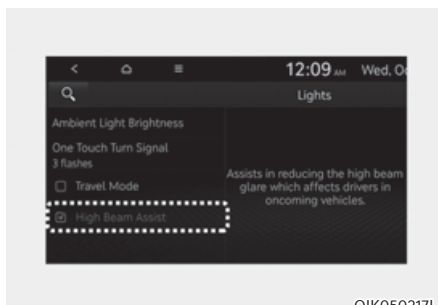 12:09 AM Wed, Oc
Lights
Ambient Light Brightness
One Touch Turn Signal
3 flashes
Travel Mode
High Beam Assist
Assists in reducing the high beam
glare which affects drivers in
oncoming vehicles.